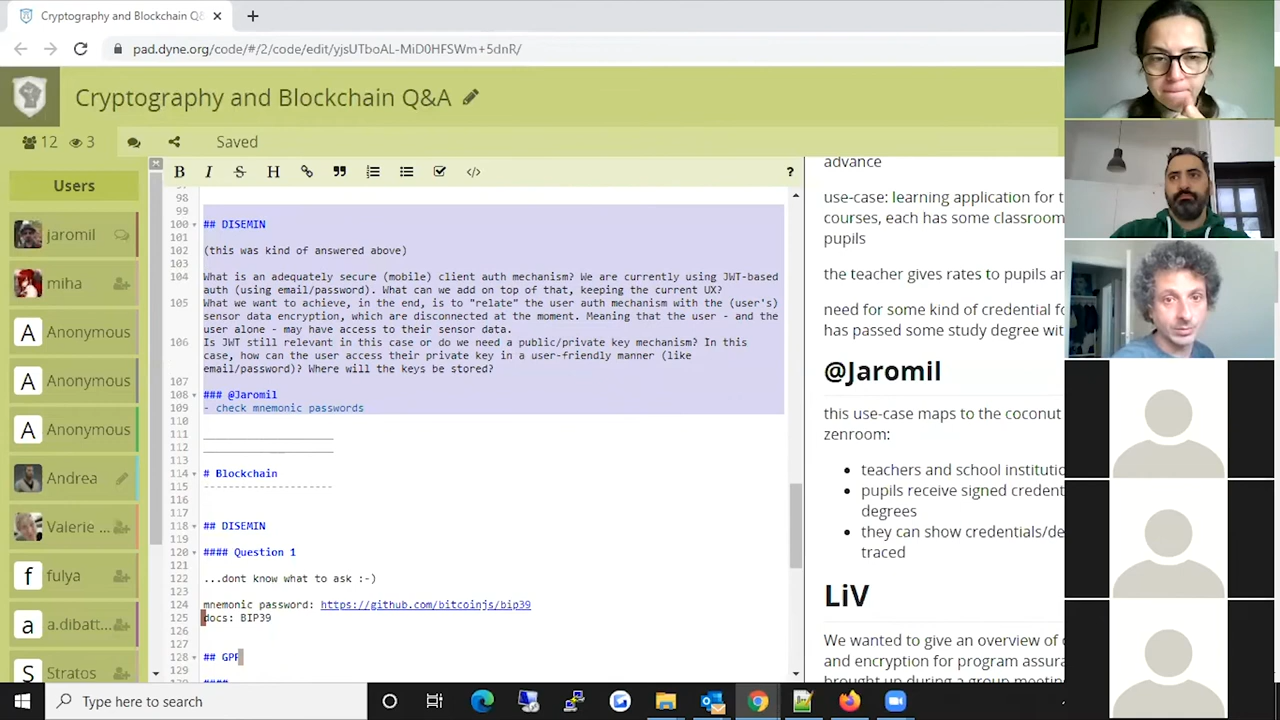 Cryptography and Blockchain Q&
pad.dyne.org/code/#/2/code/edit/yjsUTboAL-MiD0HFSWm+5dnR/
Cryptography and Blockchain Q&A
12 3 Saved
B I S H ?
Users
jaromil
miha
A Anonymous
A Anonymous
A Anonymous
Andrea
Valerie ...
f fulya
a a.dibatt...
S Stratos
98
99
100 ## DISEMIN
101
102 (this was kind of answered above)
103
104 What is an adequately secure (mobile) client auth mechanism? We are currently using JWT-based
auth (using email/password). What can we add on top of that, keeping the current UX?
105 What we want to achieve, in the end, is to "relate" the user auth mechanism with the (user's)
sensor data encryption, which are disconnected at the moment. Meaning that the user - and the
user alone - may have access to their sensor data.
106 Is JWT still relevant in this case or do we need a public/private key mechanism? In this
case, how can the user access their private key in a user-friendly manner (like
email/password)? Where will the keys be stored?
107
108 ### @Jaromil
109 - check mnemonic passwords
110
111 ______________________
112 ______________________
113
114 # Blockchain
115 ----------------------
116
117
118 ## DISEMIN
119
120 #### Question 1
121
122 ...dont know what to ask :-)
123
124 mnemonic password: https://github.com/bitcoinjs/bip39
125 docs: BIP39
126
127
128 ## GPF
129
####
advance
use-case: learning application for t
courses, each has some classroom
pupils
the teacher gives rates to pupils an
need for some kind of credential f
has passed some study degree wit
@Jaromil
this use-case maps to the coconut
zenroom:
• teachers and school institutio
• pupils receive signed credent
degrees
• they can show credentials/de
traced
LiV
We wanted to give an overview of
and encryption for program assura
brought up during a group meeting
Type here to search